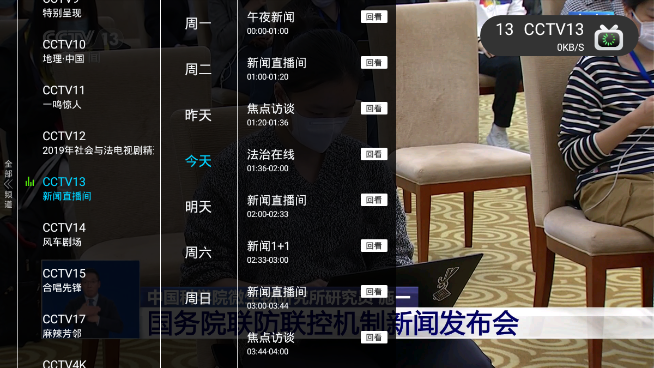 特别呈现
CCTV10
地理·中国
CCTV11
一鸣惊人
CCTV12
2019年社会与法电视剧精
CCTV13
新闻直播间
CCTV14
风车剧场
CCTV15
合唱先锋
CCTV17
麻辣芳邻
CCTV4K
全部
频道
周一
周二
昨天
今天
明天
周六
周日
午夜新闻 回看
00:00-01:00
新闻直播间 回看
01:00-01:20
焦点访谈 回看
01:20-01:36
法治在线 回看
01:36-02:00
新闻直播间 回看
02:00-02:33
新闻1+1 回看
02:33-03:00
新闻直播间 回看
03:00-03:44
焦点访谈 回看
03:44-04:00
13 CCTV13
0KB/S
国务院联防联控机制新闻发布会